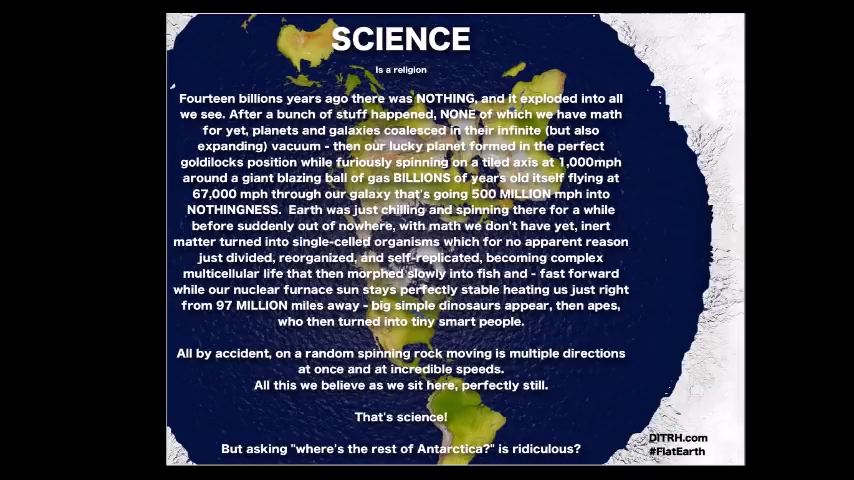 SCIENCE
Is a religion
Fourteen billions years ago there was NOTHING, and it exploded into all
we see. After a bunch of stuff happened, NONE of which we have math
for yet, planets and galaxies coalesced in their infinite (but also
expanding) vacuum - then our lucky planet formed in the perfect
goldilocks position while furiously spinning on a tiled axis at 1,000mph
around a giant blazing ball of gas BILLIONS of years old itself flying at
67,000 mph through our galaxy that's going 500 MILLION mph into
NOTHINGNESS. Earth was just chilling and spinning there for a while
before suddenly out of nowhere, with math we don't have yet, inert
matter turned into single-celled organisms which for no apparent reason
just divided, reorganized, and self-replicated, becoming complex
multicellular life that then morphed slowly into fish and - fast forward
while our nuclear furnace sun stays perfectly stable heating us just right
from 97 MILLION miles away - big simple dinosaurs appear, then apes,
who then turned into tiny smart people.
All by accident, on a random spinning rock moving is multiple directions
at once and at incredible speeds.
All this we believe as we sit here, perfectly still.
That's science!
But asking "where's the rest of Antarctica?" is ridiculous?
DITRH.com
#FlatEarth